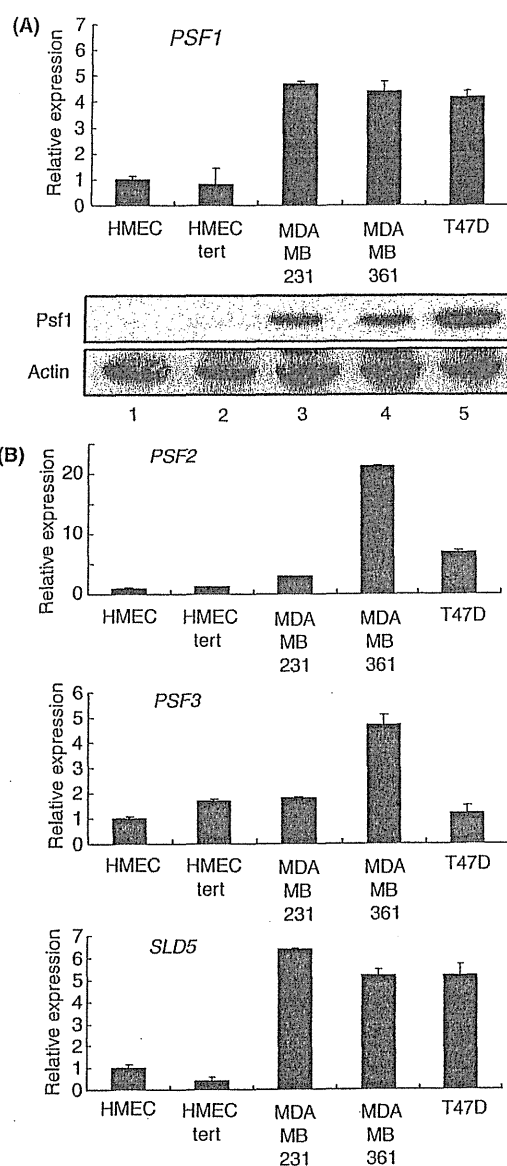 (A)
PSF1
Relative expression
7
6
5
4
3
2
1
0
HMEC
HMEC tert
MDA MB 231
MDA MB 361
T47D
Psf1
Actin
1 2 3 4 5
(B)
PSF2
Relative expression
20
10
HMEC
HMEC tert
MDA MB 231
MDA MB 361
T47D
PSF3
Relative expression
6
5
4
3
2
1
0
HMEC
HMEC tert
MDA MB 231
MDA MB 361
T47D
SLD5
Relative expression
7
6
5
4
3
2
1
0
HMEC
HMEC tert
MDA MB 231
MDA MB 361
T47D